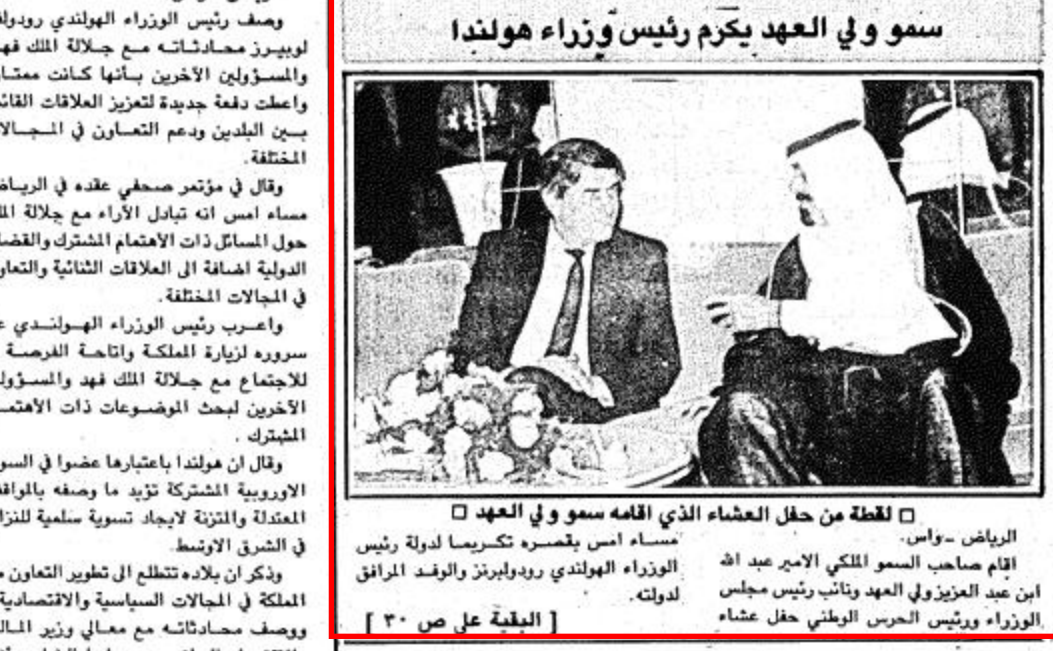 سمو ولي العهد يكرم رئيس وزراء هولندا
□ لقطة من حفل العشاء الذي اقامه سمو ولي العهد □
الرياض - واس.
اقام صاحب السمو الملكي الامير عبد الله
ابن عبد العزيز ولي العهد ونائب رئيس مجلس
الوزراء ورئيس الحرس الوطني حفل عشاء
مساء امس بقصره تكريما لدولة رئيس
الوزراء الهولندي رودولبرنز والوفد المرافق
لدولته.
[ البقية على ص ٣٠ ]
وصف رئيس الوزراء الهولندي
لوبيرز محادثاته مع جلالة الملك
والمسؤولين الآخرين بأنها كانت
واعطت دفعة جديدة لتعزيز العلاقات
بين البلدين ودعم التعاون في
المختلفة.
وقال في مؤتمر صحفي عقده في
مساء امس انه تبادل الآراء مع جلالة
حول المسائل ذات الاهتمام المشترك
الدولية اضافة الى العلاقات الثنائية
في المجالات المختلفة.
واعرب رئيس الوزراء الهولندي
سروره لزيارة المملكة واتاحة الفرصة
للاجتماع مع جلالة الملك فهد
الآخرين لبحث الموضوعات ذات
المشترك .
وقال ان هولندا باعتبارها عضوا في
الاوروبية المشتركة تؤيد ما وصفه
المعتدلة والمتزنة لايجاد تسوية سلمية
في الشرق الاوسط.
وذكر ان بلاده تتطلع الى تطوير التعاون
المملكة في المجالات السياسية والاقتصادية
ووصف محادثاته مع معالي وزير